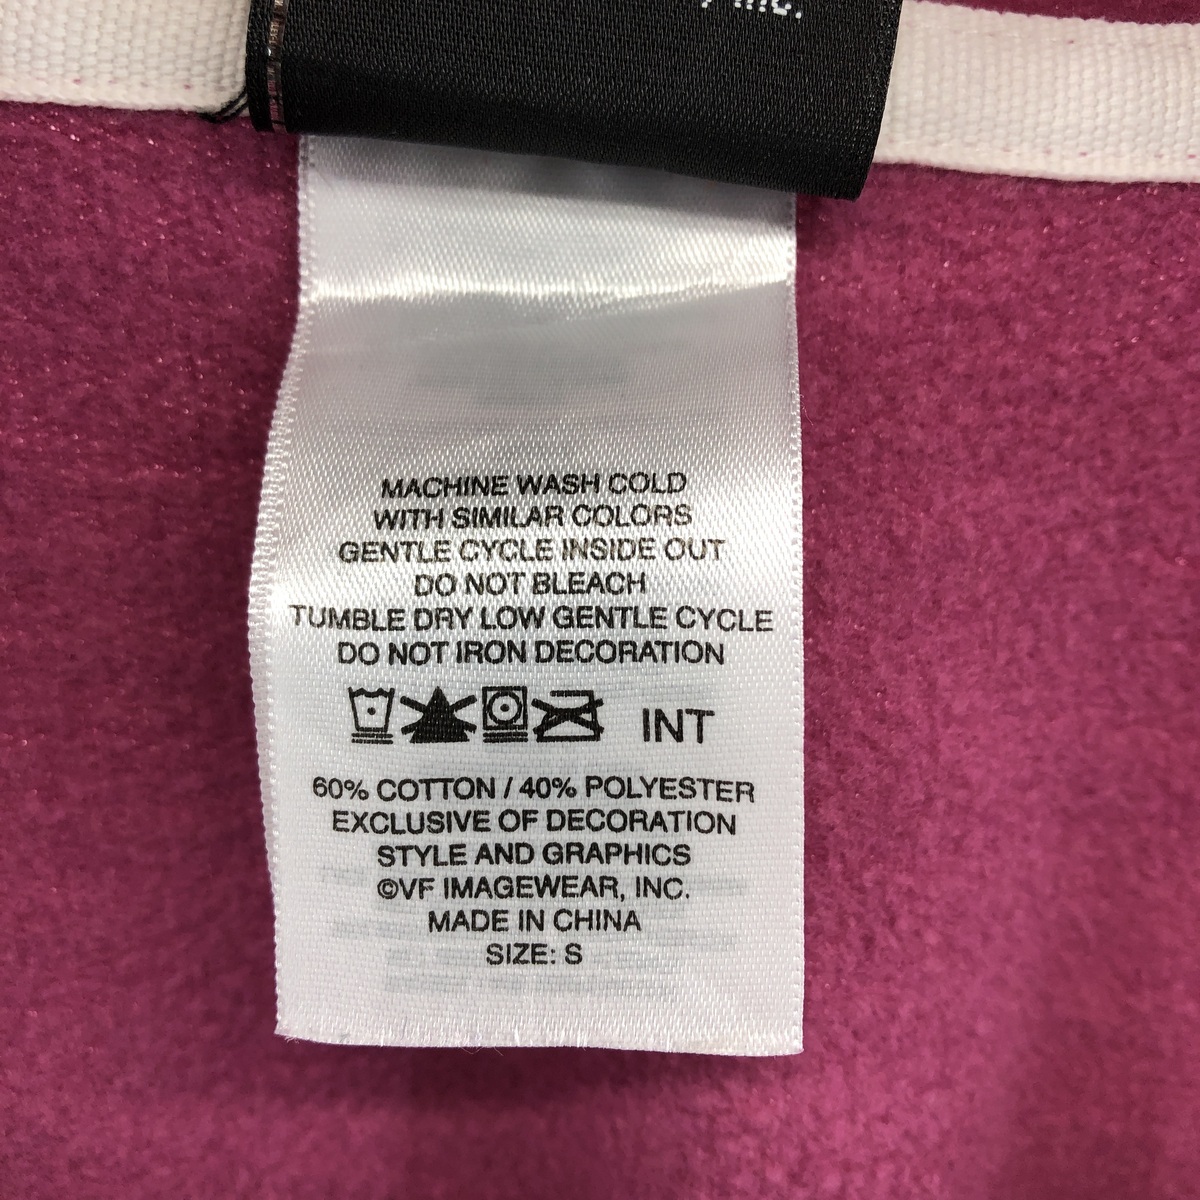 Inc.
MACHINE WASH COLD
WITH SIMILAR COLORS
GENTLE CYCLE INSIDE OUT
DO NOT BLEACH
TUMBLE DRY LOW GENTLE CYCLE
DO NOT IRON DECORATION
INT
60% COTTON / 40% POLYESTER
EXCLUSIVE OF DECORATION
STYLE AND GRAPHICS
©VF IMAGEWEAR, INC.
MADE IN CHINA
SIZE: S